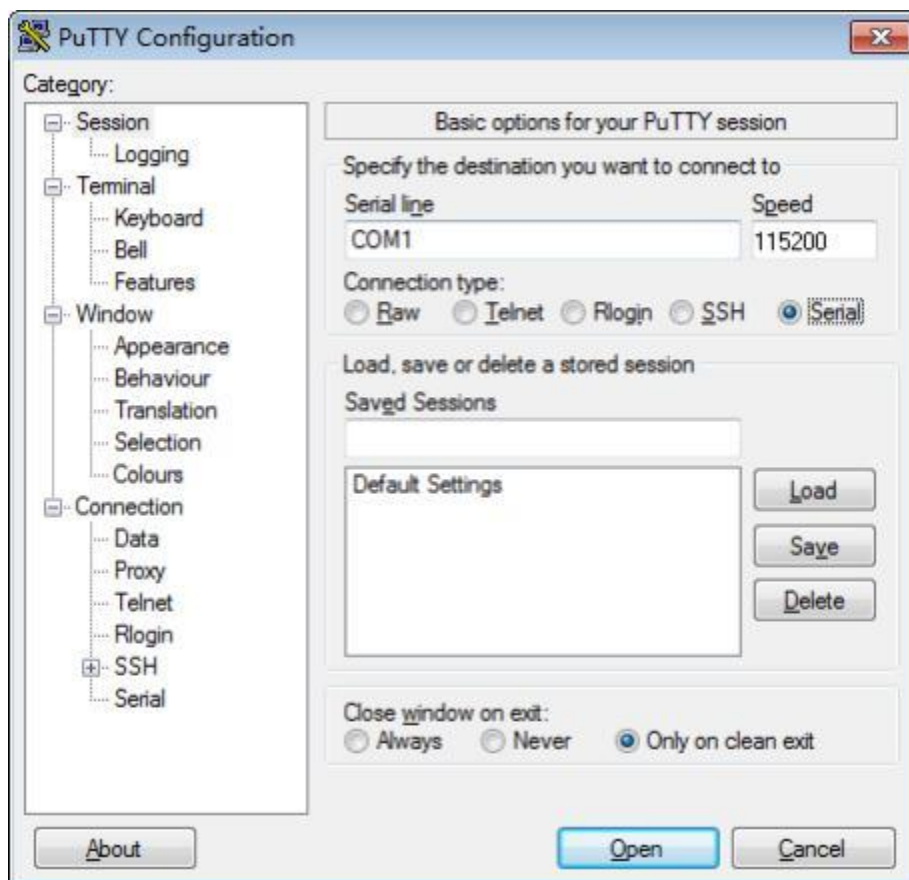 PuTTY Configuration
Category:
Session
Logging
Terminal
Keyboard
Bell
Features
Window
Appearance
Behaviour
Translation
Selection
Colours
Connection
Data
Proxy
Telnet
Rlogin
SSH
Serial
Basic options for your PuTTY session
Specify the destination you want to connect to
Serial line Speed
COM1 115200
Connection type:
Raw Telnet Rlogin SSH Serial
Load, save or delete a stored session
Saved Sessions
Default Settings
Load
Save
Delete
Close window on exit:
Always Never Only on clean exit
About Open Cancel